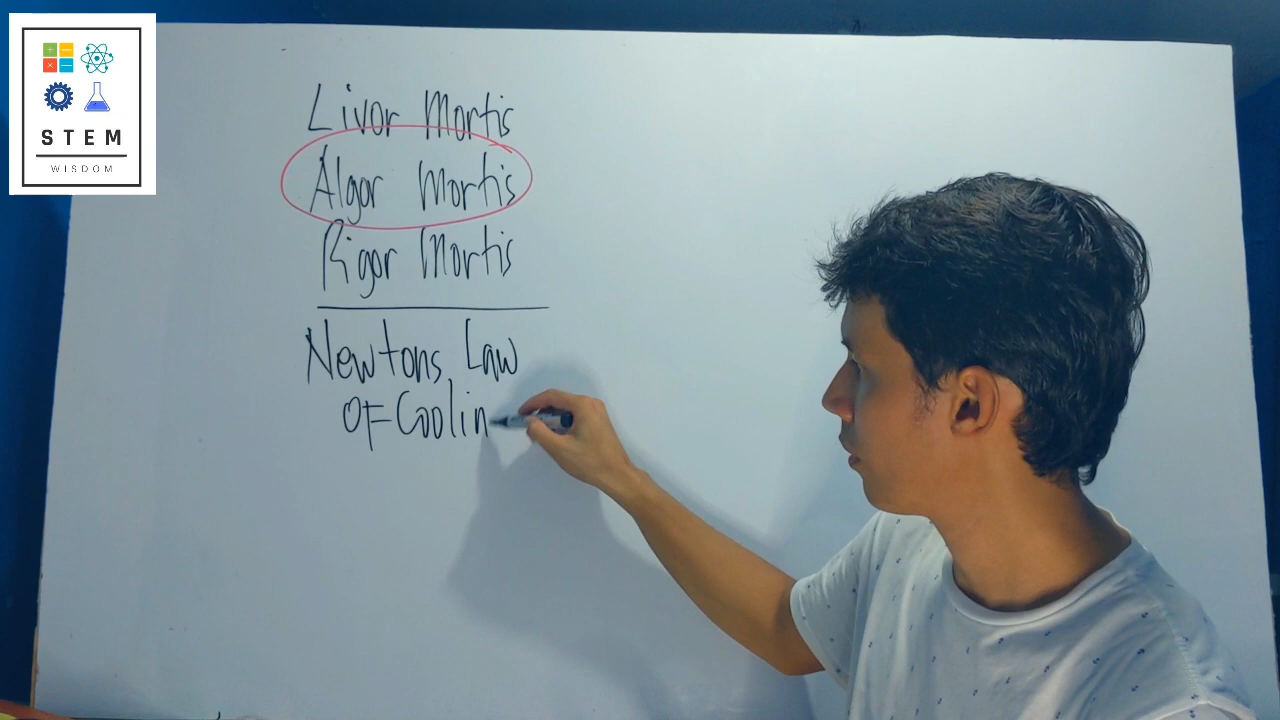 STEM
WISDOM
Livor Mortis
Algor Mortis
Rigor Mortis
Newtons Law
OF Coolin